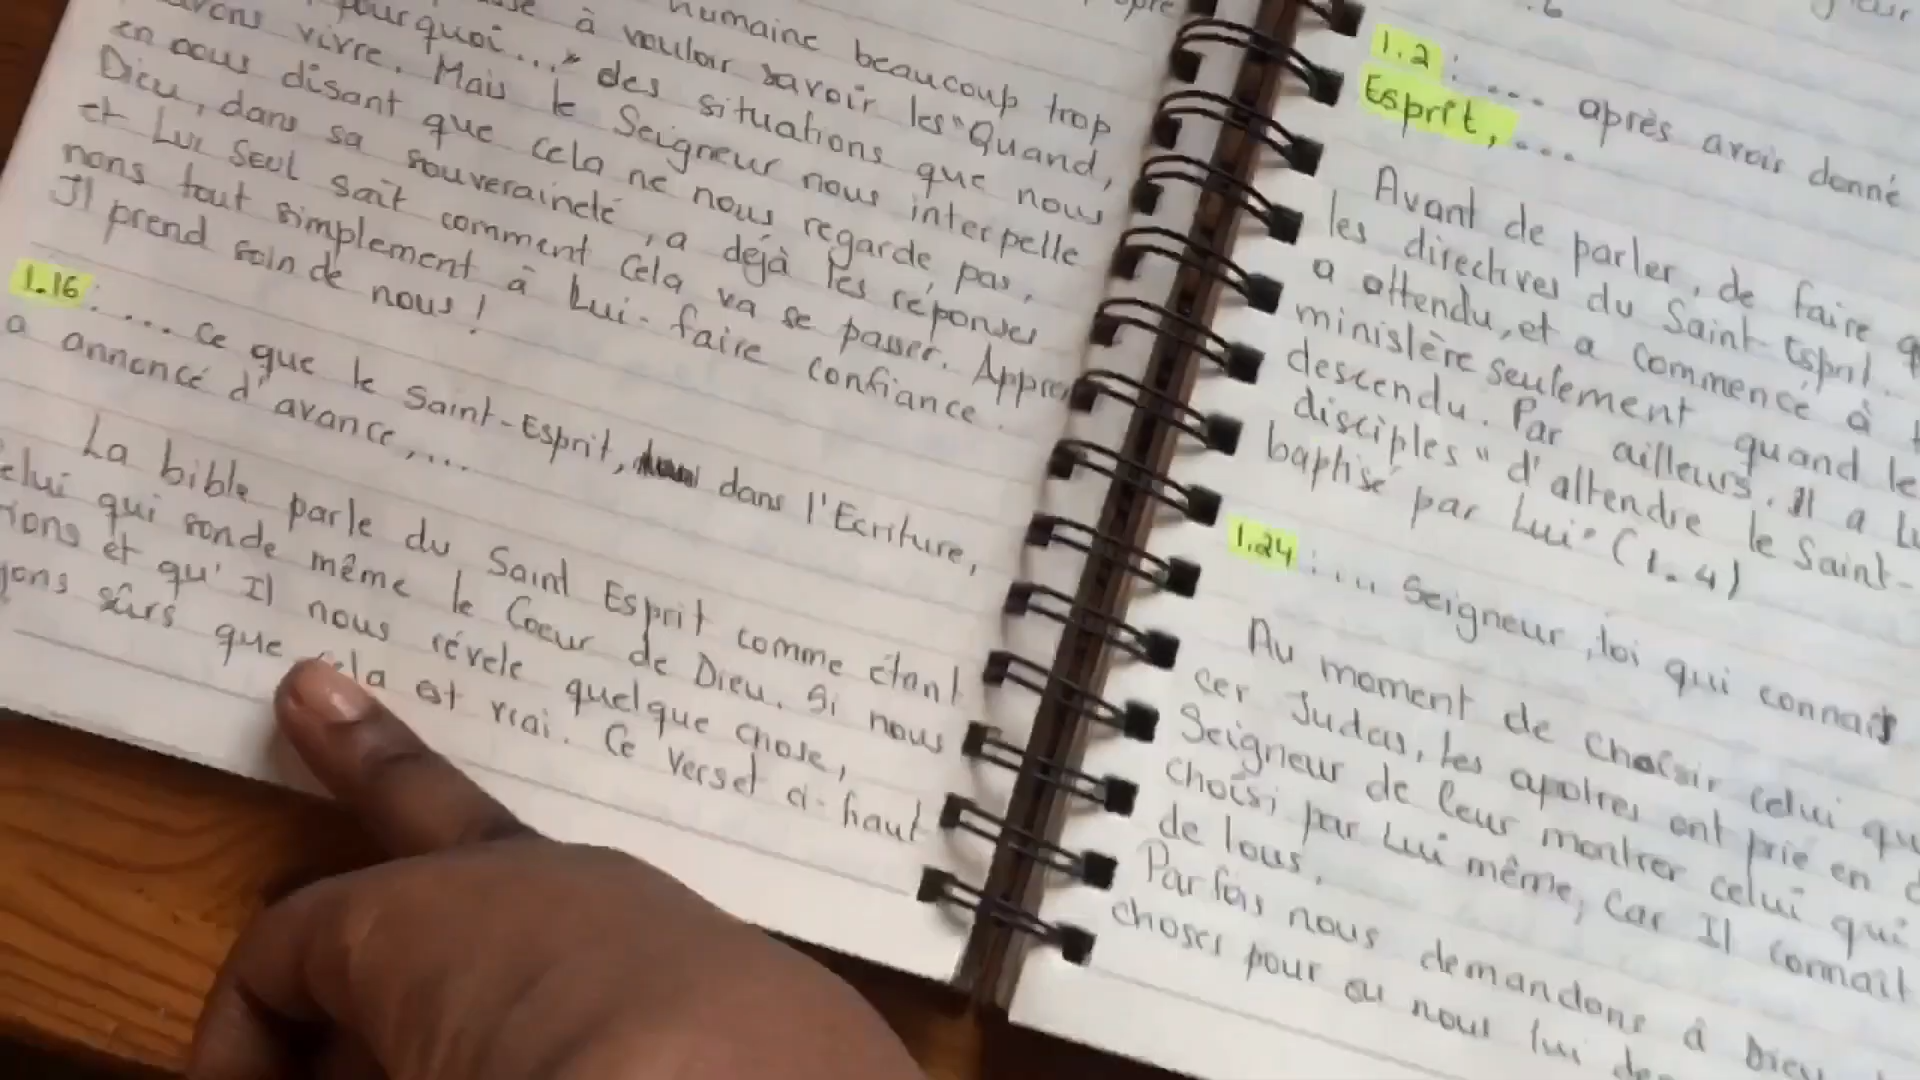 humaine beaucoup trop
à vouloir savoir les "Quand,
pourquoi..." des situations que nous
vivre. Mais le Seigneur nous interpelle
en nous disant que cela ne nous regarde pas,
Dieu, dans sa souveraineté, a déjà les réponses
et Lui Seul sait comment cela va se passer. Appre
nons tout simplement à Lui faire confiance.
Il prend soin de nous !
1.16 : ... ce que le Saint-Esprit, dans l'Ecriture,
a annoncé d'avance,...
La bible parle du Saint Esprit comme étant
celui qui sonde même le Coeur de Dieu. Si nous
et qu'Il nous révele quelque chose,
sûrs que cela est vrai. Ce verset ci-haut
1.2 : ... après avoir donné
Esprit,...
Avant de parler, de faire
les directives du Saint-Esprit.
a attendu, et a commencé à
ministère seulement quand le
descendu. Par ailleurs, Il a
disciples "d'attendre le Saint-
baptisé par Lui" (1.4)
1.24 : ... Seigneur, toi qui connais
Au moment de choisir celui
cer Judas, les apotres ont prié en
Seigneur de leur montrer celui qui
choisi par Lui même, car Il connaît
de tous.
Parfois nous demandons à Dieu
choses pour ou nous lui